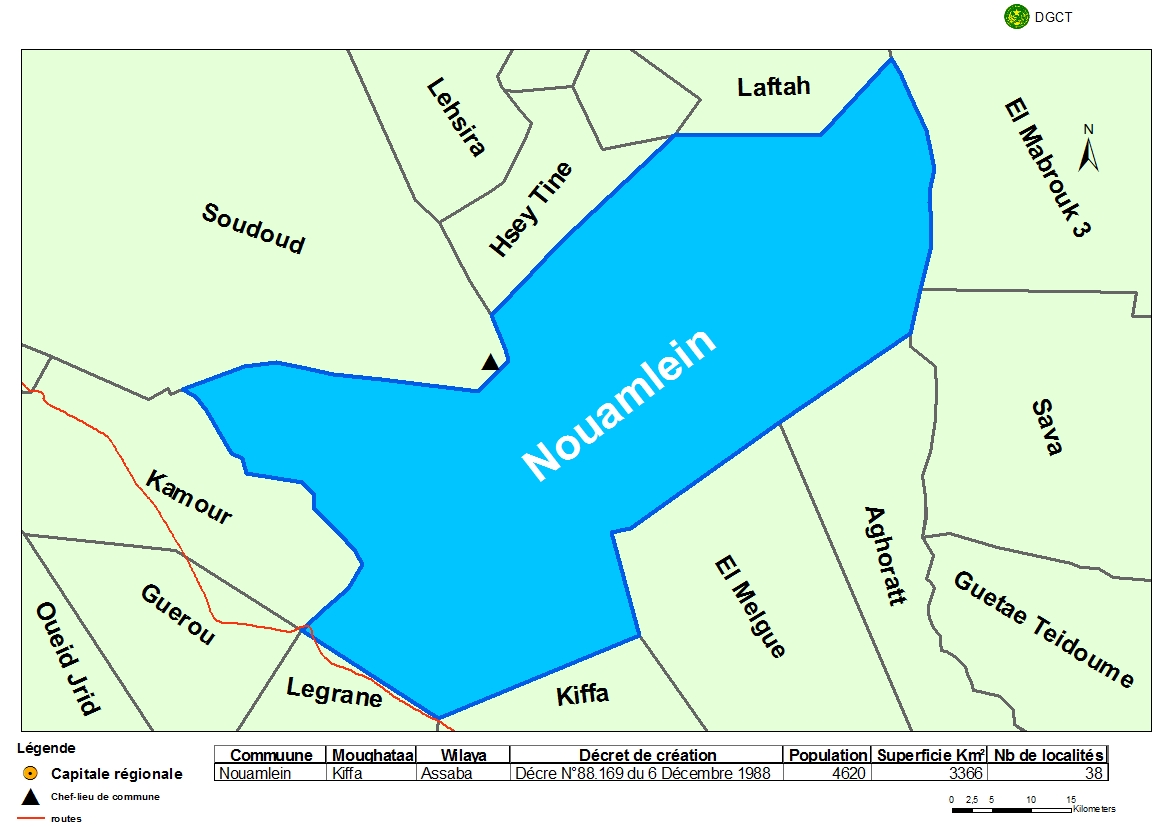 DGCT
Laftah
Lehsira
El Mabrouk 3
N
Hsey Tine
Soudoud
Nouamlein
Sava
Kamour
Aghoratt
El Melgue
Guetae Teidoume
Guerou
Oueid Jrid
Legrane
Kiffa
Légende
Capitale régionale
Chef-lieu de commune
routes
Commuune Moughataa Wilaya Décret de création Population Superficie Km² Nb de localités
Nouamlein Kiffa Assaba Décre N°88.169 du 6 Décembre 1988 4620 3366 38
0 2,5 5 10 15
Kilometers